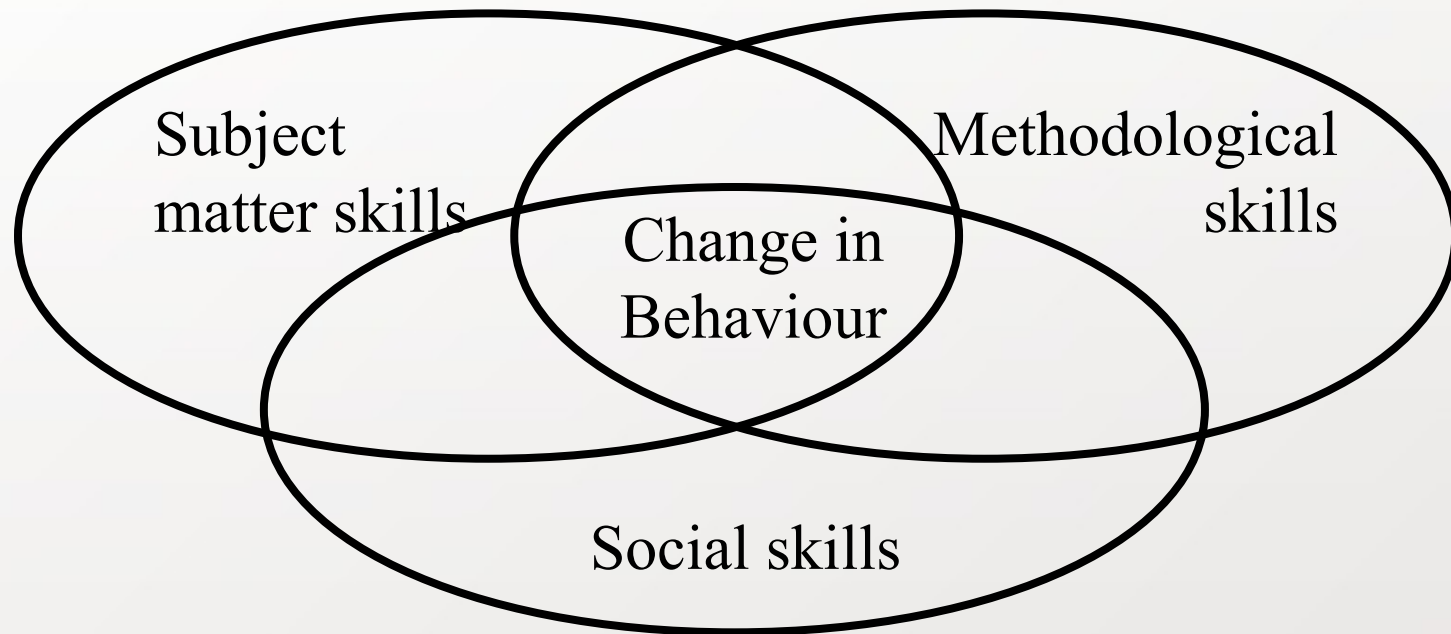 Subject
matter skills
Methodological
skills
Change in
Behaviour
Social skills